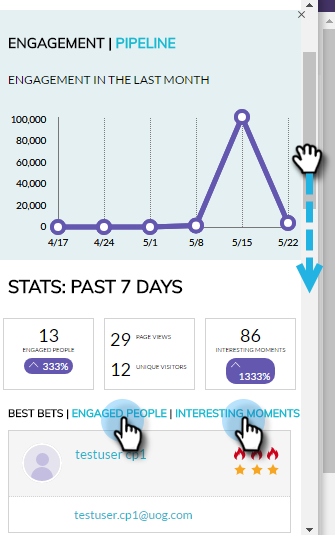 ENGAGEMENT | PIPELINE
ENGAGEMENT IN THE LAST MONTH
100,000
80,000
60,000
40,000
20,000
0
4/17 4/24 5/1 5/8 5/15 5/22
STATS: PAST 7 DAYS
13
ENGAGED PEOPLE
333%
29 PAGE VIEWS
12 UNIQUE VISITORS
86
INTERESTING MOMENTS
1333%
BEST BETS | ENGAGED PEOPLE | INTERESTING MOMENTS
testuser cp1
testuser.cp1@uog.com